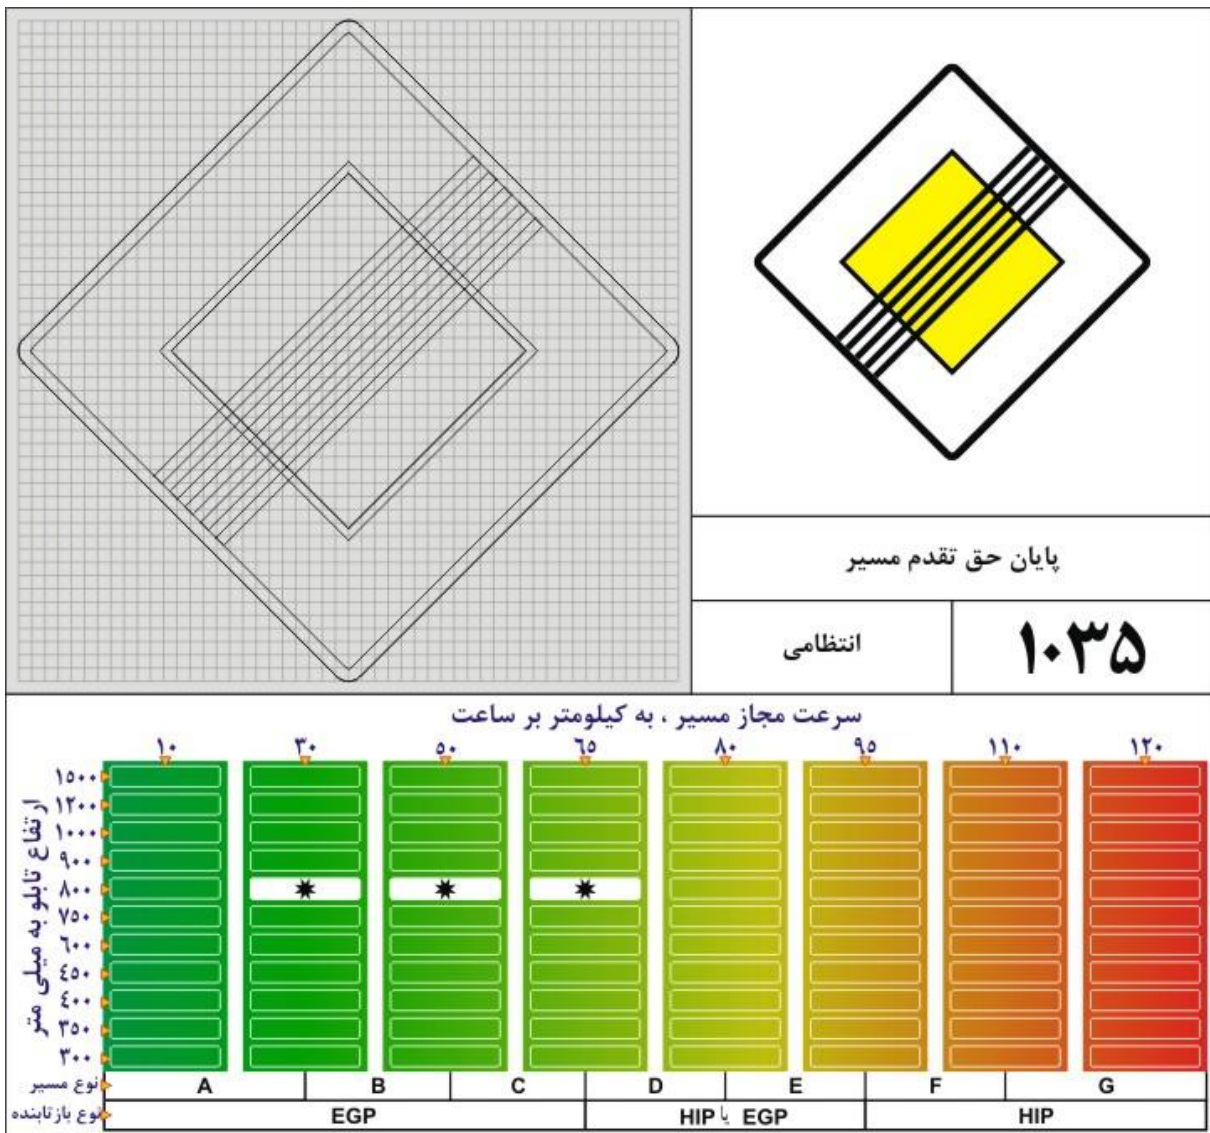 پایان حق تقدم مسیر
انتظامی
۱۰۳۵
سرعت مجاز مسیر ، به کیلومتر بر ساعت
۱۰ ۳۰ ۵۰ ۶۵ ۸۰ ۹۵ ۱۱۰ ۱۲۰
ارتفاع تابلو به میلی متر
۱۵۰۰
۱۲۰۰
۱۰۰۰
۹۰۰
۸۰۰
۷۵۰
۶۰۰
٤٥۰
٤۰۰
۳۵۰
۳۰۰
نوع مسیر A B C D E F G
نوع بازتابنده EGP HIP یا EGP HIP